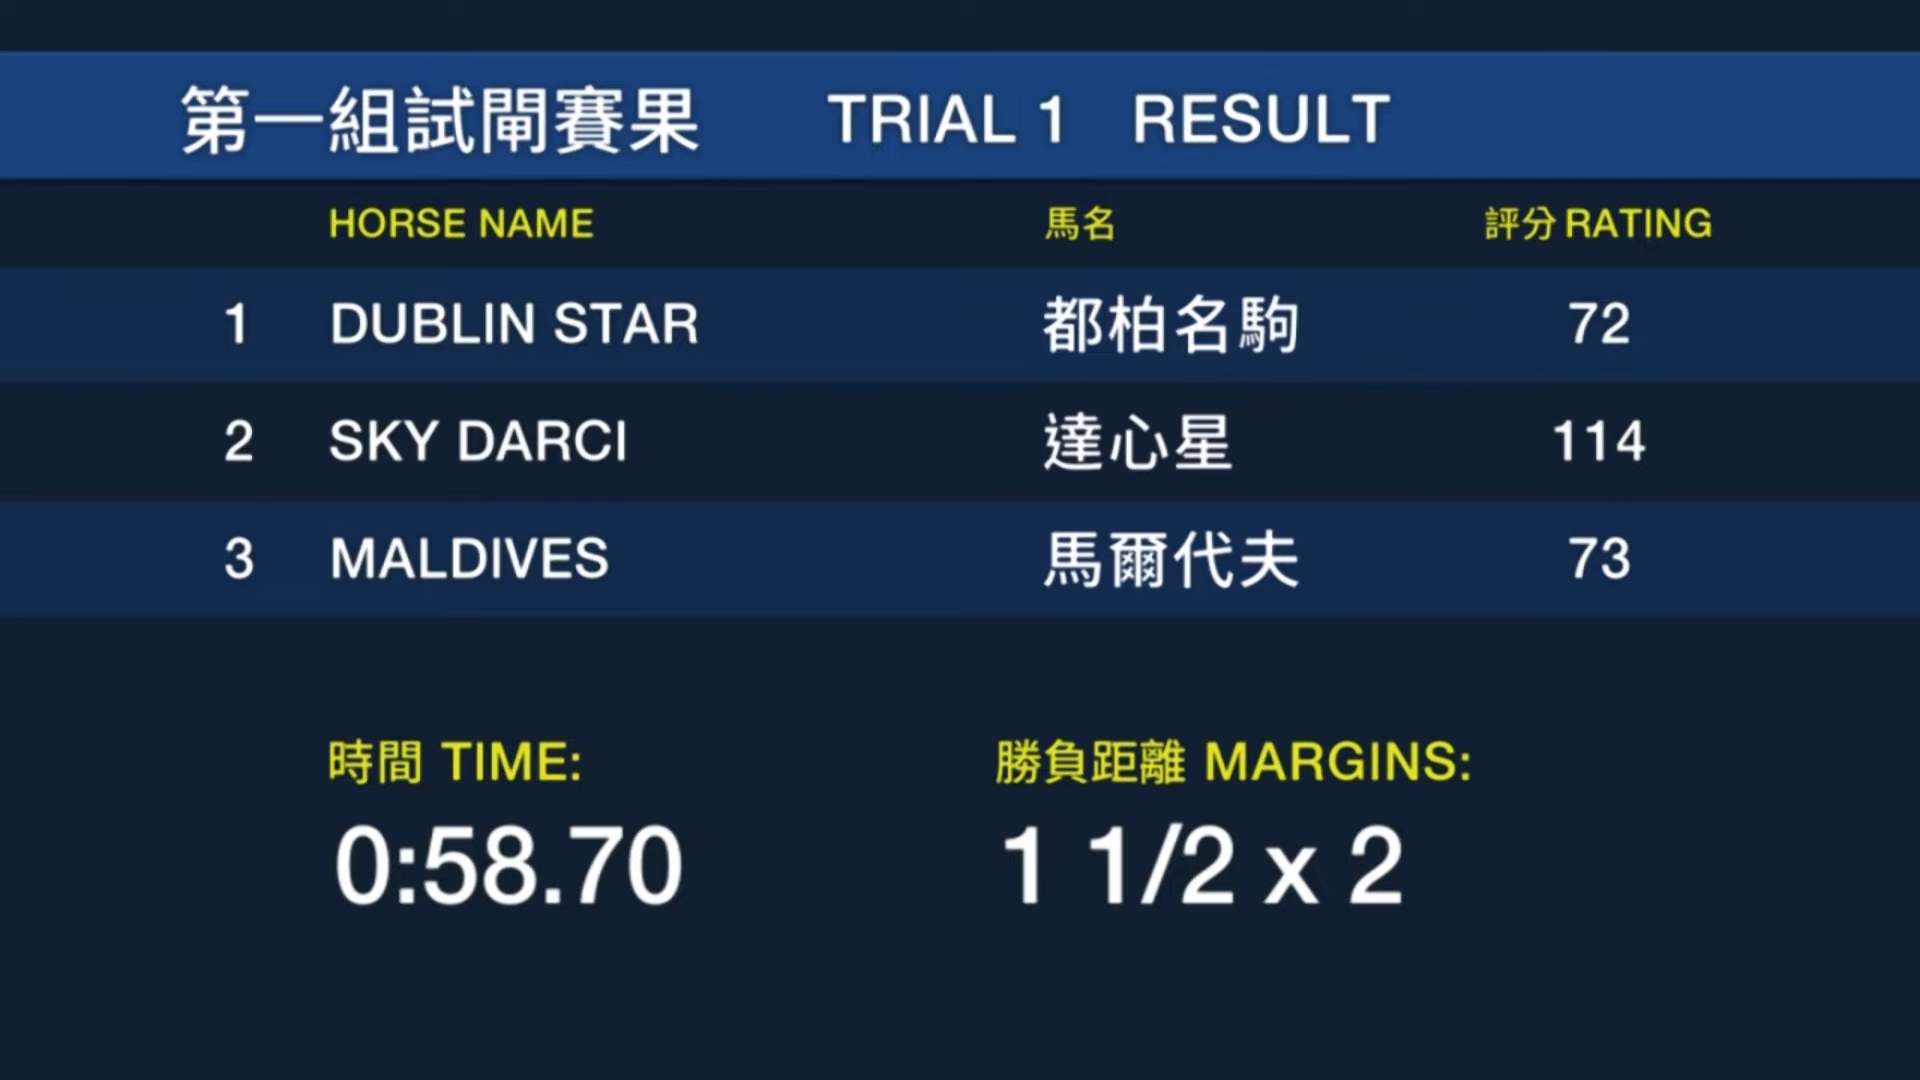 第一組試閘賽果 TRIAL 1 RESULT
HORSE NAME 馬名 評分 RATING
1 DUBLIN STAR 都柏名駒 72
2 SKY DARCI 達心星 114
3 MALDIVES 馬爾代夫 73
時間 TIME: 勝負距離 MARGINS:
0:58.70 1 1/2 x 2